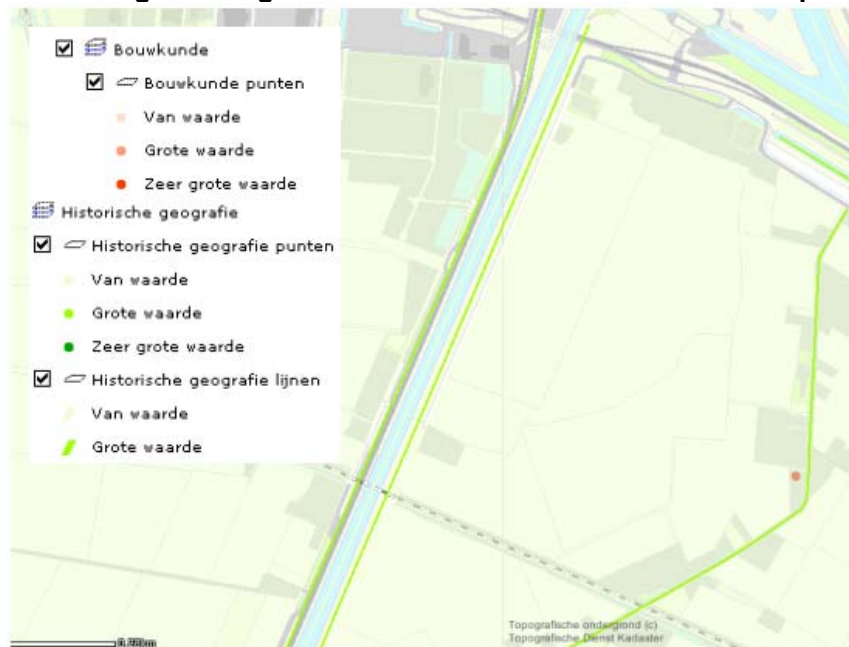 Bouwkunde
Bouwkunde punten
Van waarde
Grote waarde
Zeer grote waarde
Historische geografie
Historische geografie punten
Van waarde
Grote waarde
Zeer grote waarde
Historische geografie lijnen
Van waarde
Grote waarde
Topografische ondergrond (c)
Topografische Dienst Kadaster